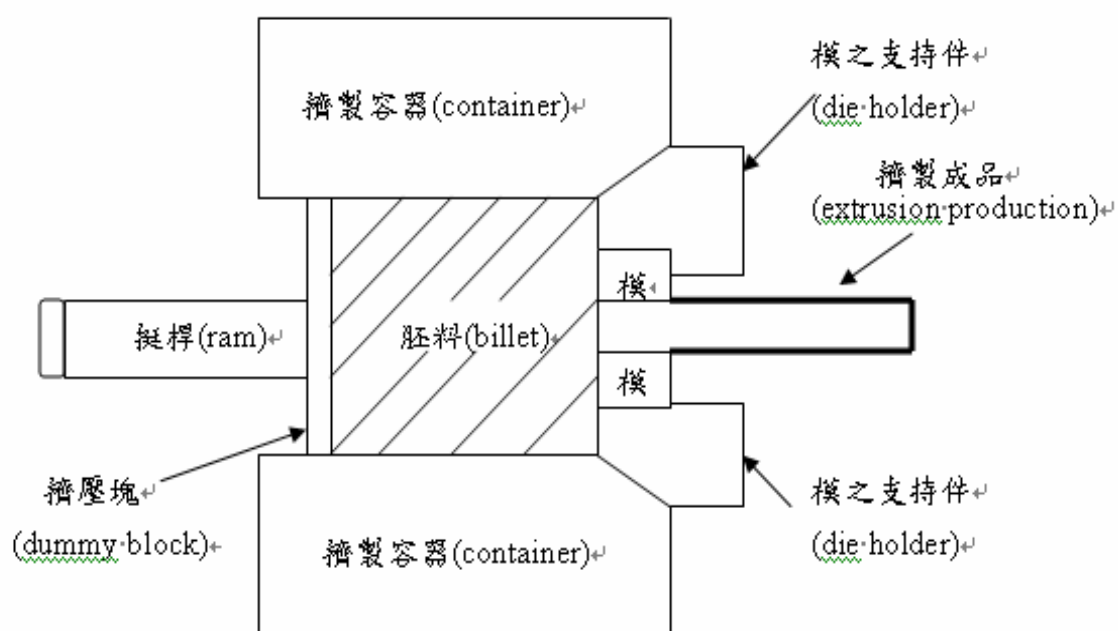 擠製容器(container)
模之支持件
(die holder)
擠製成品
(extrusion production)
模
挺桿(ram)
胚料(billet)
模
擠壓塊
(dummy block)
模之支持件
(die holder)
擠製容器(container)